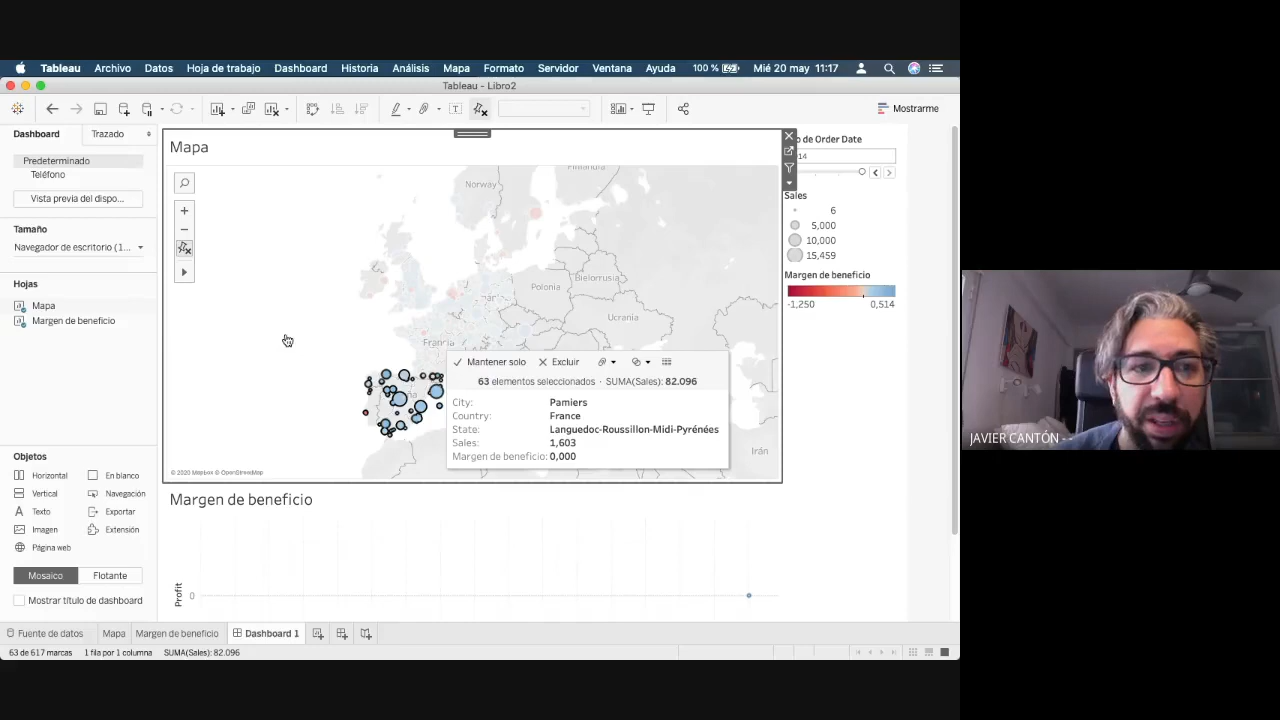 Tableau Archivo Datos Hoja de trabajo Dashboard Historia Análisis Mapa Formato Servidor Ventana Ayuda 100 % Mié 20 may 11:17
Tableau - Libro2
Mostrarme
Dashboard Trazado
Predeterminado
Teléfono
Vista previa del dispo...
Tamaño
Navegador de escritorio (1...
Hojas
Mapa
Margen de beneficio
Objetos
Horizontal En blanco
Vertical Navegación
Texto Exportar
Imagen Extensión
Página web
Mosaico Flotante
Mostrar título de dashboard
Mapa
Norway
Finlandia
Polonia
Bielorrusia
Ucrania
Francia
Irán
Mantener solo Excluir
63 elementos seleccionados · SUMA(Sales): 82.096
City: Pamiers
Country: France
State: Languedoc-Roussillon-Midi-Pyrénées
Sales: 1,603
Margen de beneficio: 0,000
© 2020 Mapbox © OpenStreetMap
Margen de beneficio
Profit
0
o de Order Date
14
Sales
6
5,000
10,000
15,459
Margen de beneficio
-1,250 0,514
Fuente de datos Mapa Margen de beneficio Dashboard 1
63 de 617 marcas 1 fila por 1 columna SUMA(Sales): 82.096
JAVIER CANTÓN - -